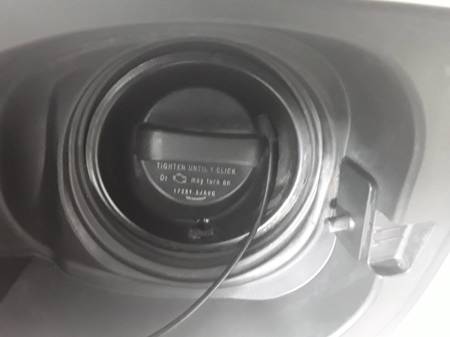 TIGHTEN UNTIL 1 CLICK
Or may turn on